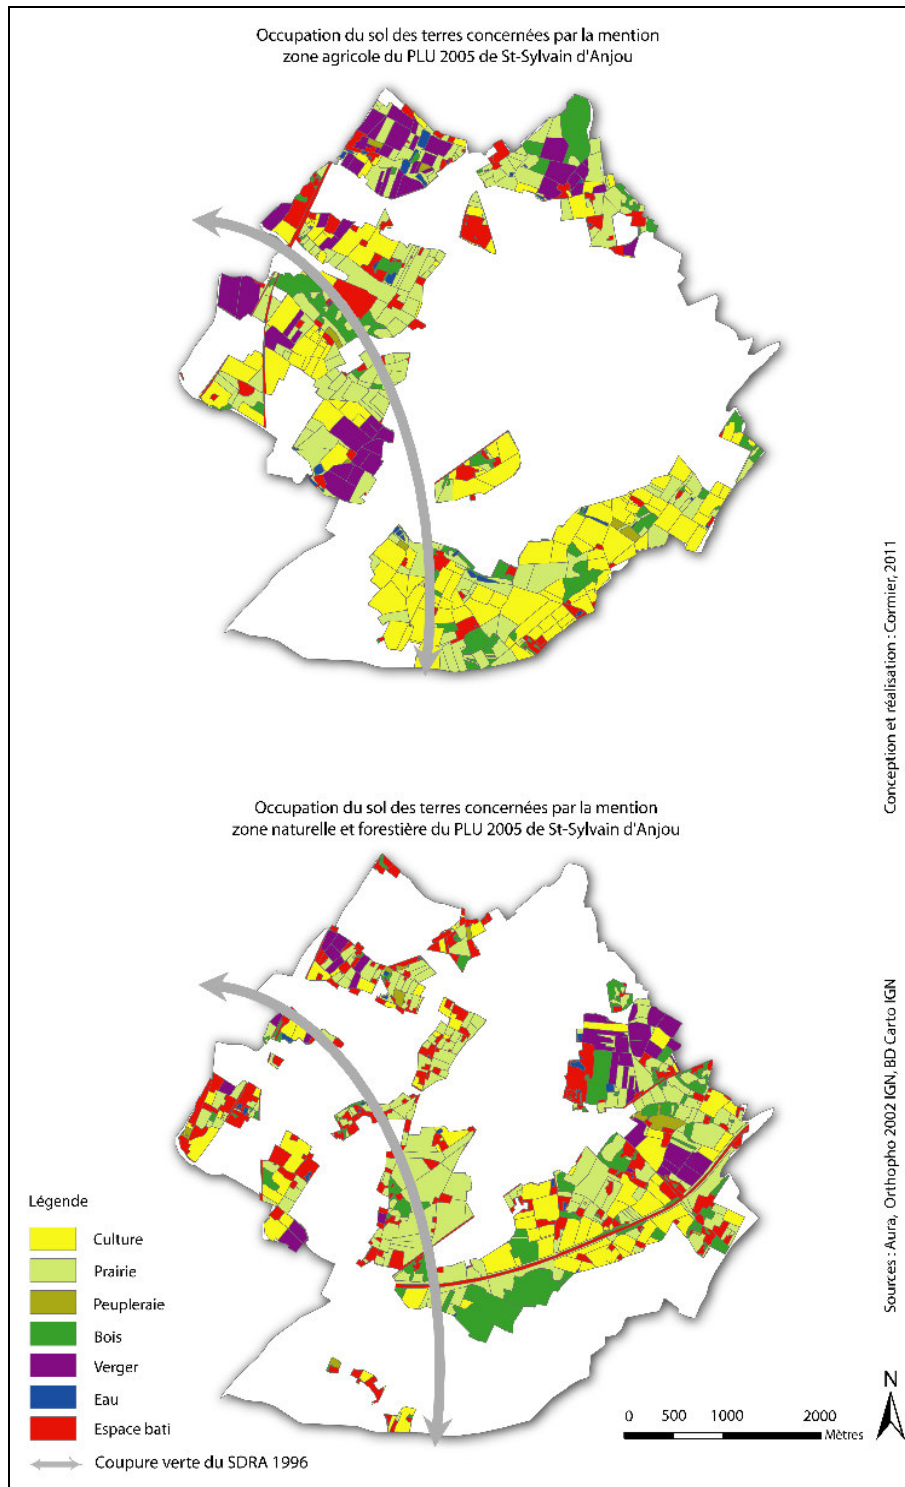 Occupation du sol des terres concernées par la mention
zone agricole du PLU 2005 de St-Sylvain d'Anjou
Conception et réalisation : Cormier, 2011
Occupation du sol des terres concernées par la mention
zone naturelle et forestière du PLU 2005 de St-Sylvain d'Anjou
Légende
Culture
Prairie
Peupleraie
Bois
Verger
Eau
Espace bati
Coupure verte du SDRA 1996
0 500 1000 2000
Mètres
N
Sources : Aura, Orthopho 2002 IGN, BD Carto IGN